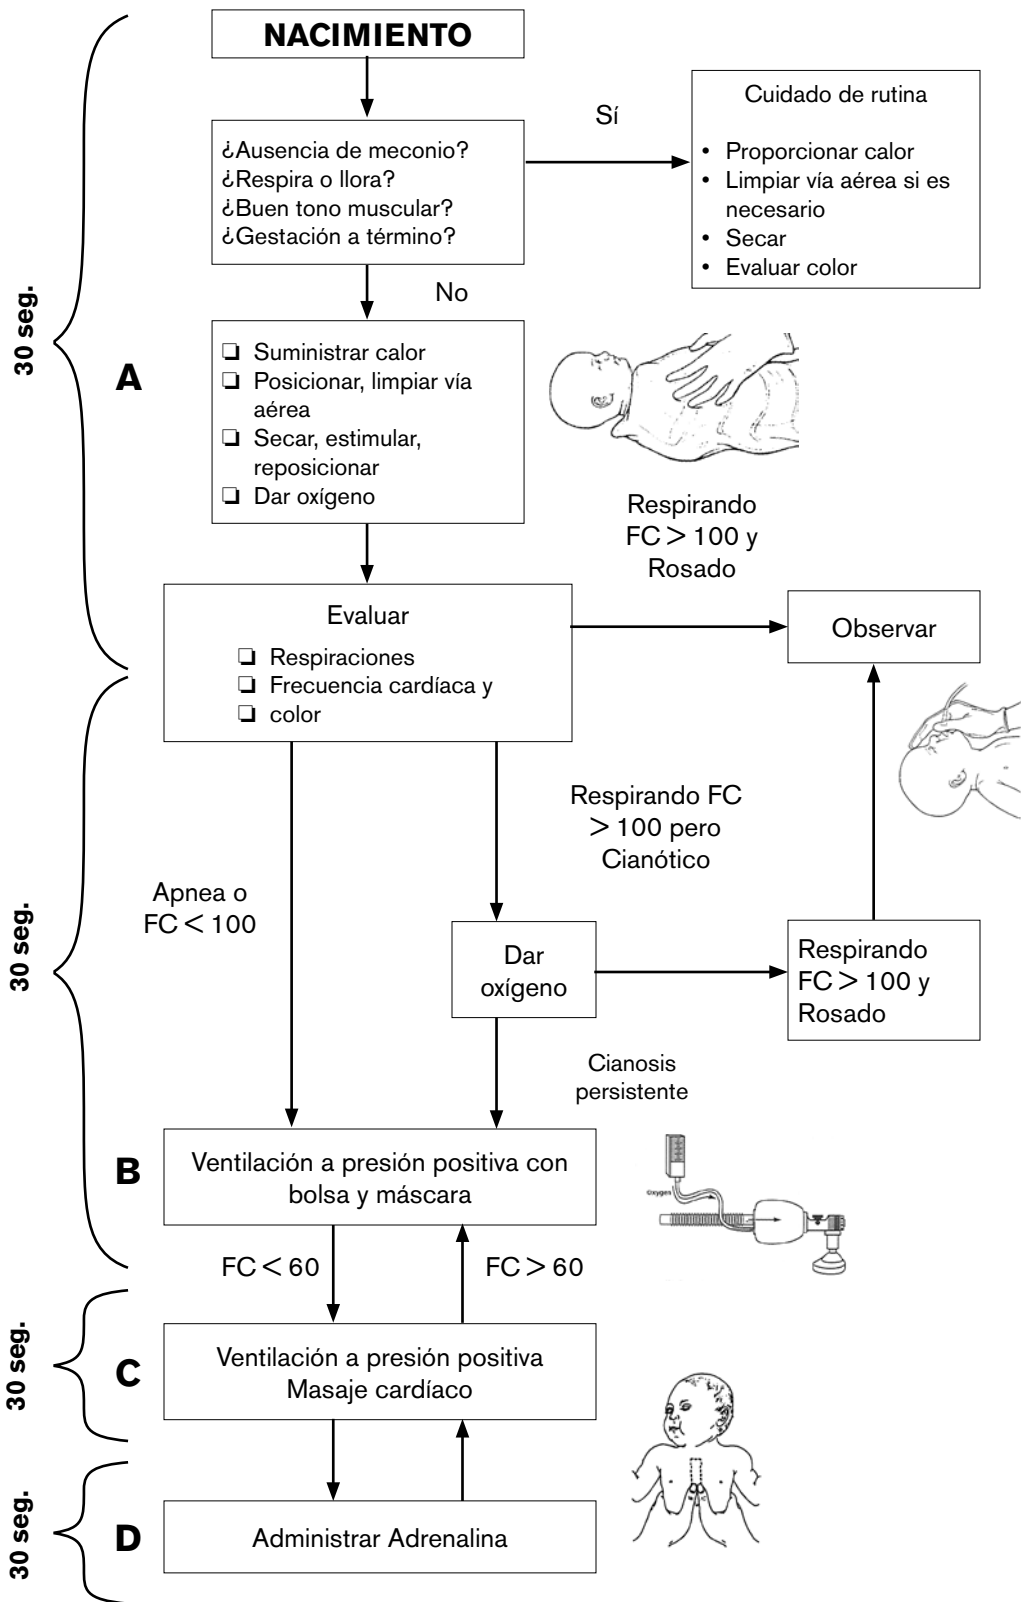 NACIMIENTO
¿Ausencia de meconio?
¿Respira o llora?
¿Buen tono muscular?
¿Gestación a término?
Sí
Cuidado de rutina
• Proporcionar calor
• Limpiar vía aérea si es
necesario
• Secar
• Evaluar color
No
30 seg.
A
❏ Suministrar calor
❏ Posicionar, limpiar vía
aérea
❏ Secar, estimular,
reposicionar
❏ Dar oxígeno
Respirando
FC > 100 y
Rosado
Evaluar
❏ Respiraciones
❏ Frecuencia cardíaca y
❏ color
Observar
Respirando FC
> 100 pero
Cianótico
Apnea o
FC < 100
30 seg.
Dar
oxígeno
Respirando
FC > 100 y
Rosado
Cianosis
persistente
B
Ventilación a presión positiva con
bolsa y máscara
oxygen
FC < 60
FC > 60
30 seg.
C
Ventilación a presión positiva
Masaje cardíaco
30 seg.
D
Administrar Adrenalina